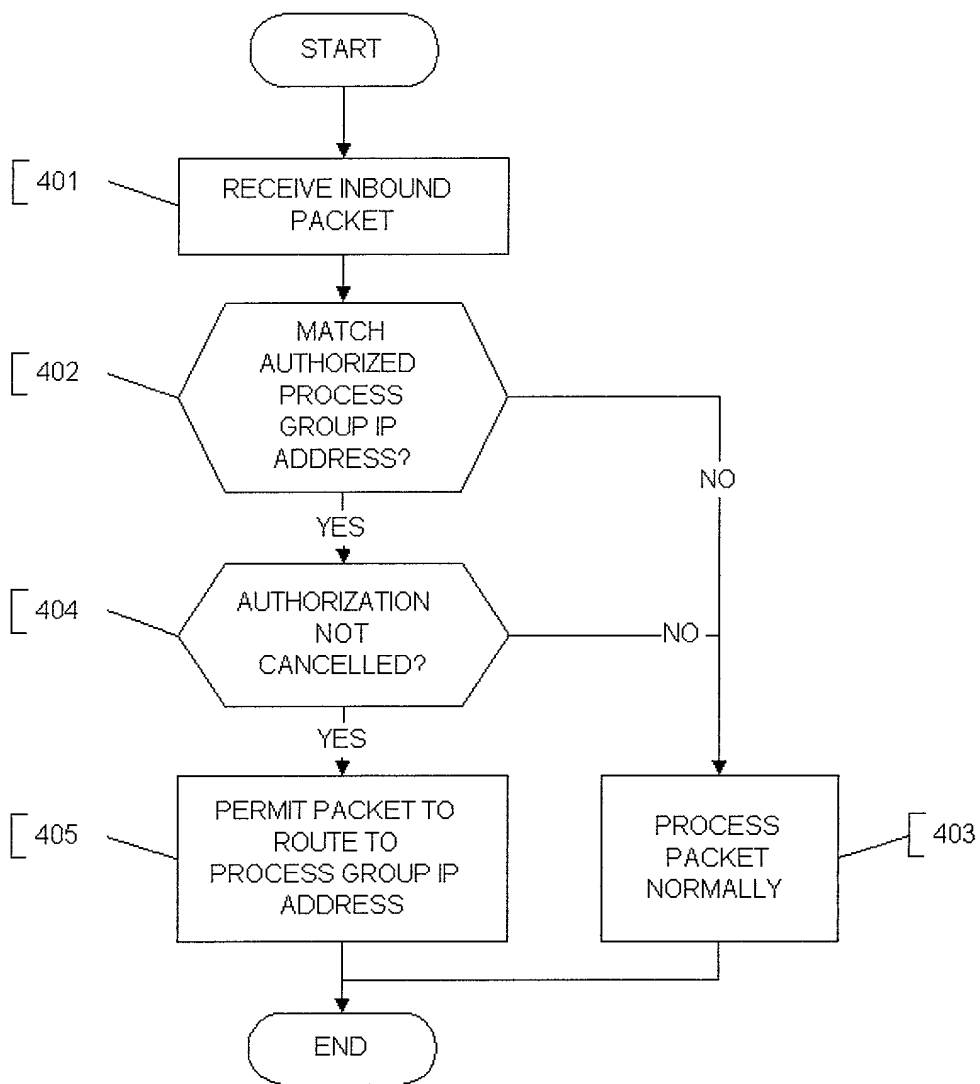 START
401
RECEIVE INBOUND
PACKET
402
MATCH
AUTHORIZED
PROCESS
GROUP IP
ADDRESS?
NO
YES
404
AUTHORIZATION
NOT
CANCELLED?
NO
YES
405
PERMIT PACKET TO
ROUTE TO
PROCESS GROUP IP
ADDRESS
PROCESS
PACKET
NORMALLY
403
END